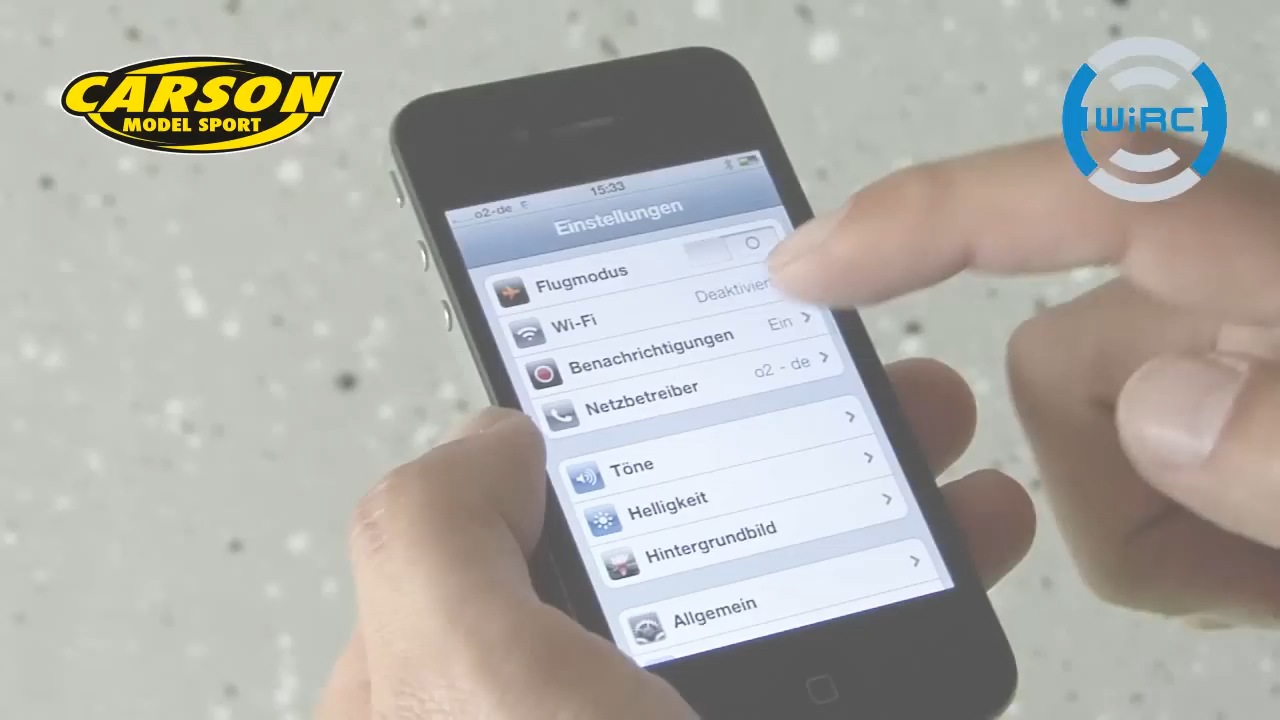 CARSON
MODEL SPORT
WiRC
o2-de E 15:33
Einstellungen
Flugmodus
Wi-Fi Deaktivier
Benachrichtigungen Ein
Netzbetreiber o2 - de
Töne
Helligkeit
Hintergrundbild
Allgemein